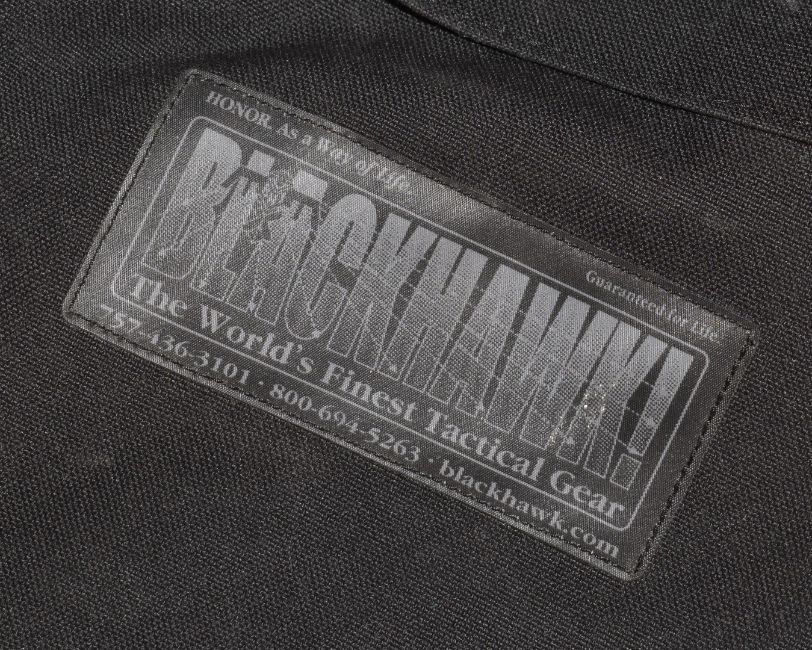 HONOR. As a Way of Life.
Guaranteed for Life
BLACKHAWK!
The World's Finest Tactical Gear
757-436-3101 · 800-694-5263 · blackhawk.com